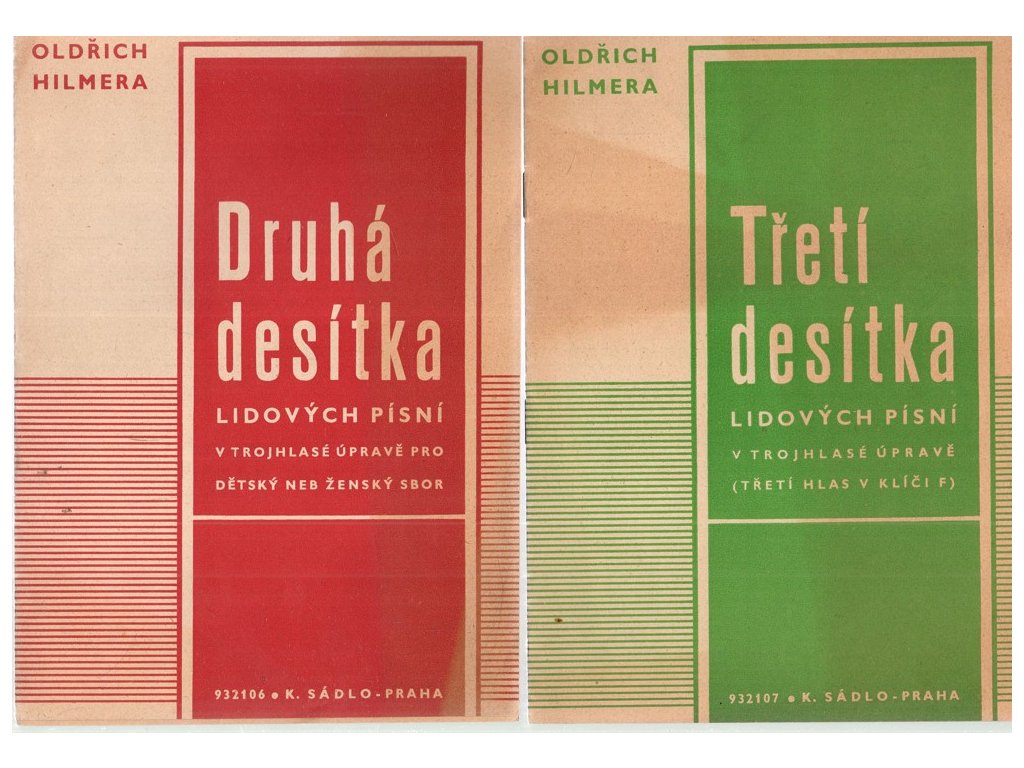 OLDŘICH
HILMERA
Druhá
desítka
LIDOVÝCH PÍSNÍ
V TROJHLASÉ ÚPRAVĚ PRO
DĚTSKÝ NEB ŽENSKÝ SBOR
932106 ● K. SÁDLO-PRAHA
OLDŘICH
HILMERA
Třetí
desítka
LIDOVÝCH PÍSNÍ
V TROJHLASÉ ÚPRAVĚ
(TŘETÍ HLAS V KLÍČI F)
932107 ● K. SÁDLO-PRAHA